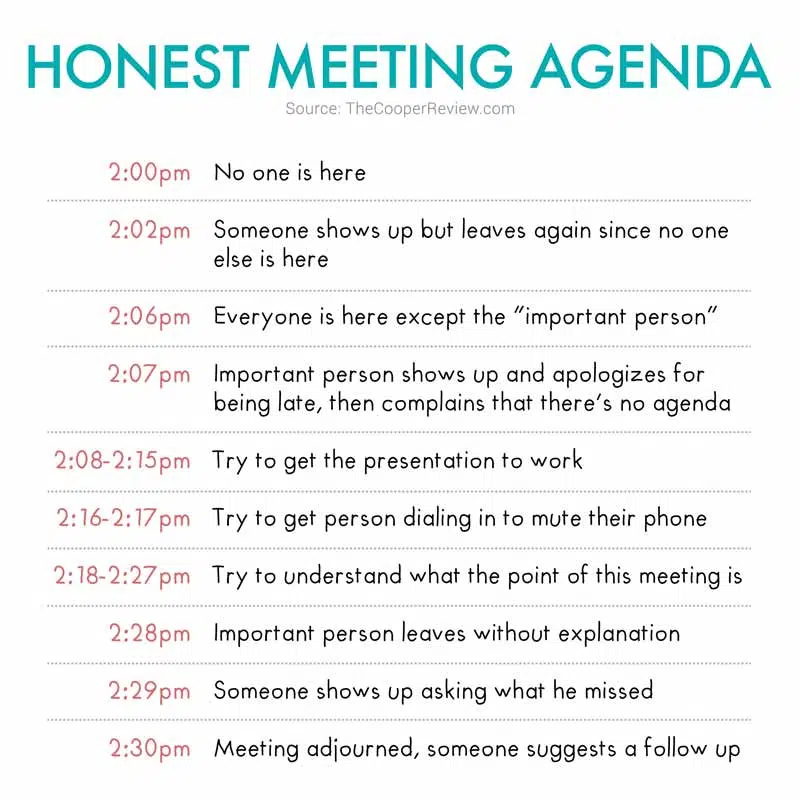 HONEST MEETING AGENDA
Source: TheCooperReview.com
2:00pm No one is here
2:02pm Someone shows up but leaves again since no one
else is here
2:06pm Everyone is here except the "important person"
2:07pm Important person shows up and apologizes for
being late, then complains that there's no agenda
2:08-2:15pm Try to get the presentation to work
2:16-2:17pm Try to get person dialing in to mute their phone
2:18-2:27pm Try to understand what the point of this meeting is
2:28pm Important person leaves without explanation
2:29pm Someone shows up asking what he missed
2:30pm Meeting adjourned, someone suggests a follow up